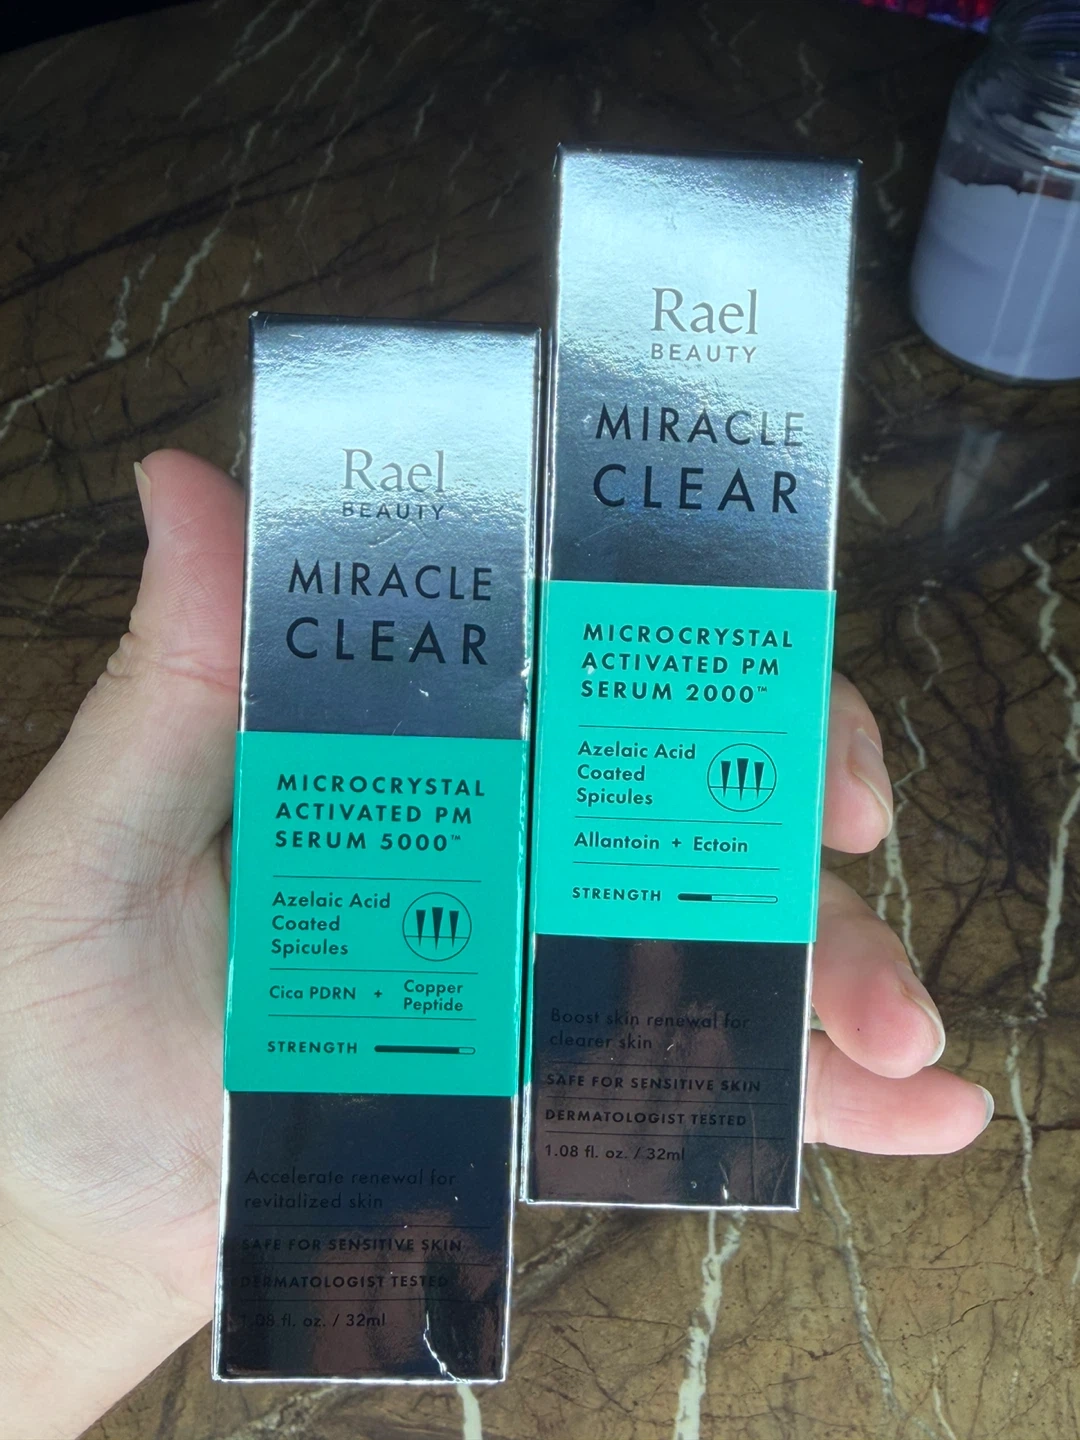 Rael
BEAUTY
MIRACLE
CLEAR
MICROCRYSTAL
ACTIVATED PM
SERUM 5000™
Azelaic Acid
Coated
Spicules
Cica PDRN + Copper
Peptide
STRENGTH
Accelerate renewal for
revitalized skin
SAFE FOR SENSITIVE SKIN
DERMATOLOGIST TESTED
1.08 fl. oz. / 32ml
Rael
BEAUTY
MIRACLE
CLEAR
MICROCRYSTAL
ACTIVATED PM
SERUM 2000™
Azelaic Acid
Coated
Spicules
Allantoin + Ectoin
STRENGTH
Boost skin renewal for
clearer skin
SAFE FOR SENSITIVE SKIN
DERMATOLOGIST TESTED
1.08 fl. oz. / 32ml